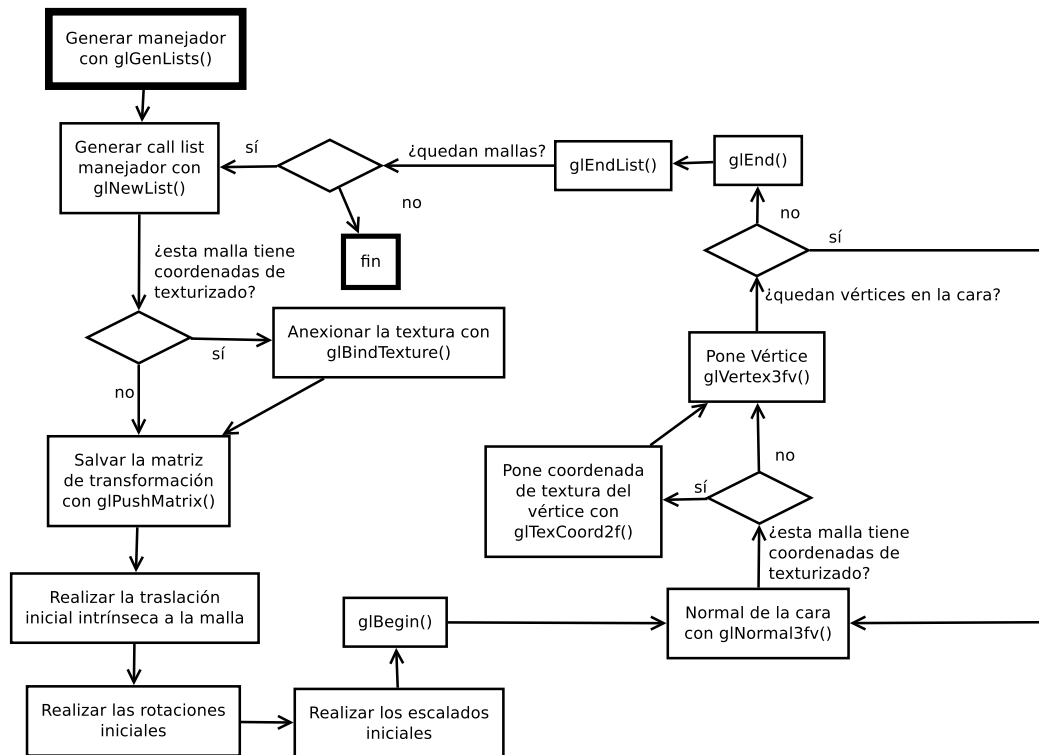 Generar manejador
con glGenLists()
Generar call list
manejador con
glNewList()
sí
¿quedan mallas?
no
fin
glEndList()
glEnd()
no
sí
¿quedan vértices en la cara?
¿esta malla tiene
coordenadas de
texturizado?
sí
no
Anexionar la textura con
glBindTexture()
Pone Vértice
glVertex3fv()
Salvar la matriz
de transformación
con glPushMatrix()
Pone coordenada
de textura del
vértice con
glTexCoord2f()
sí
no
¿esta malla tiene
coordenadas de
texturizado?
Realizar la traslación
inicial intrínseca a la malla
glBegin()
Normal de la cara
con glNormal3fv()
Realizar las rotaciones
iniciales
Realizar los escalados
iniciales